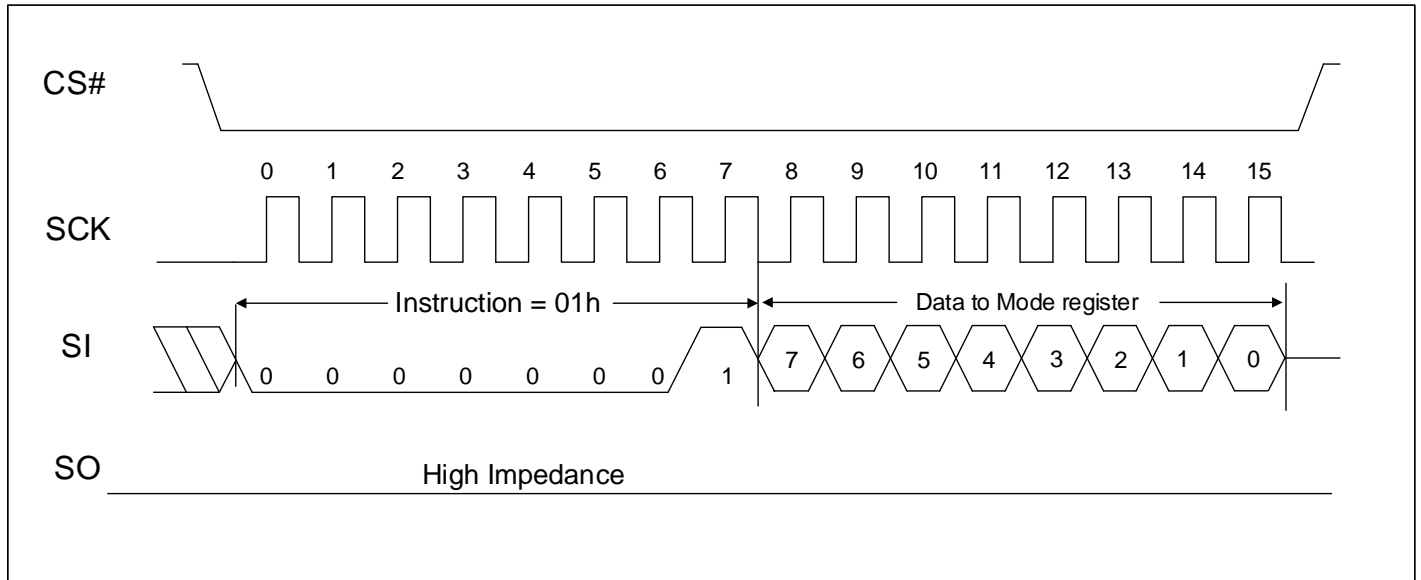 CS#
0 1 2 3 4 5 6 7 8 9 10 11 12 13 14 15
SCK
Instruction = 01h Data to Mode register
SI
0 0 0 0 0 0 0 1 7 6 5 4 3 2 1 0
SO
High Impedance